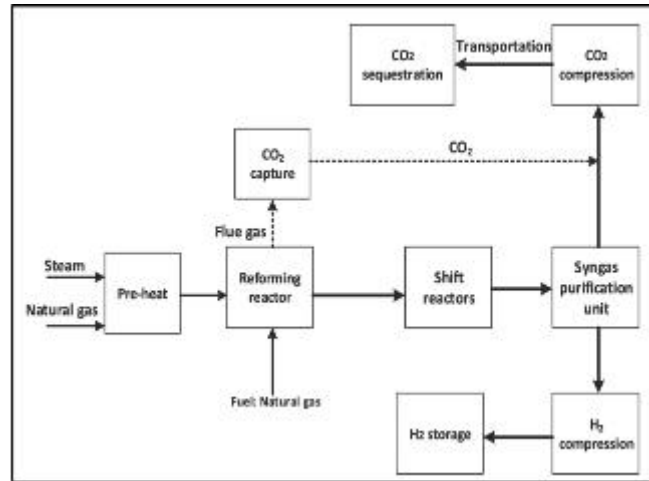 CO2
sequestration
Transportation
CO2
compression
CO2
capture
CO2
Flue gas
Steam
Natural gas
Pre-heat
Reforming
reactor
Shift
reactors
Syngas
purification
unit
Fuel: Natural gas
H2 storage
H2
compression